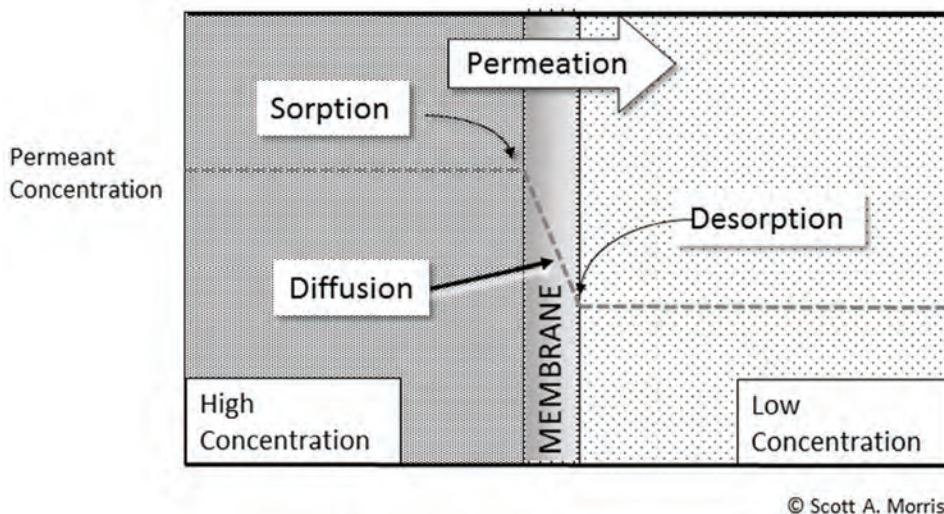 Permeation
Sorption
Permeant
Concentration
Desorption
Diffusion
MEMBRANE
High
Concentration
Low
Concentration
© Scott A. Morris